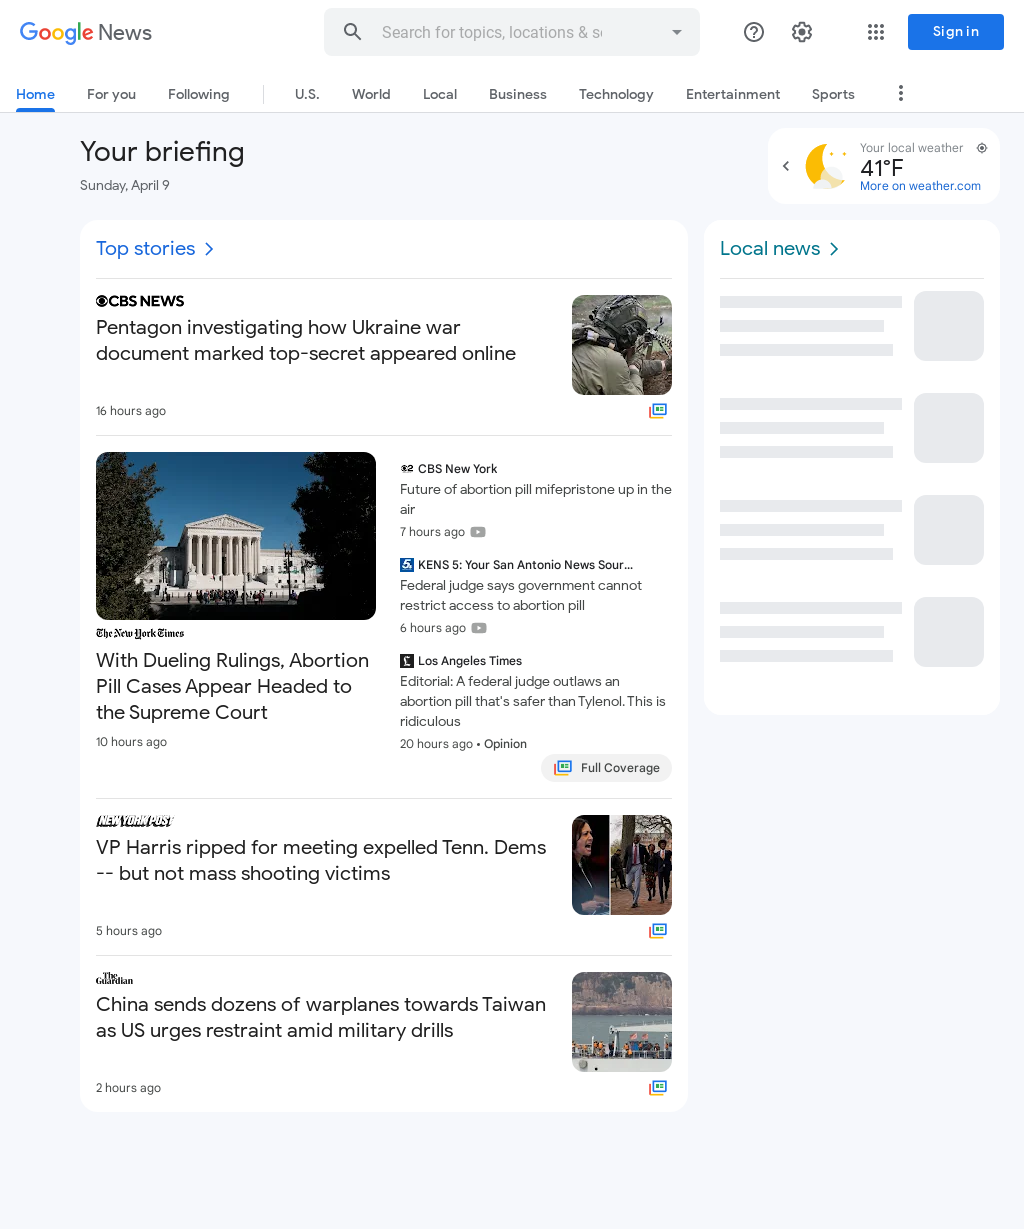 Google News
Search for topics, locations & so
Sign in
Home
For you
Following
U.S.
World
Local
Business
Technology
Entertainment
Sports
Your briefing
Sunday, April 9
Your local weather
41°F
More on weather.com
Top stories
Local news
CBS NEWS
Pentagon investigating how Ukraine war
document marked top-secret appeared online
16 hours ago
The New York Times
With Dueling Rulings, Abortion
Pill Cases Appear Headed to
the Supreme Court
10 hours ago
CBS New York
Future of abortion pill mifepristone up in the
air
7 hours ago
KENS 5: Your San Antonio News Sour...
Federal judge says government cannot
restrict access to abortion pill
6 hours ago
Los Angeles Times
Editorial: A federal judge outlaws an
abortion pill that's safer than Tylenol. This is
ridiculous
20 hours ago • Opinion
Full Coverage
NEW YORK POST
VP Harris ripped for meeting expelled Tenn. Dems
-- but not mass shooting victims
5 hours ago
The
Guardian
China sends dozens of warplanes towards Taiwan
as US urges restraint amid military drills
2 hours ago